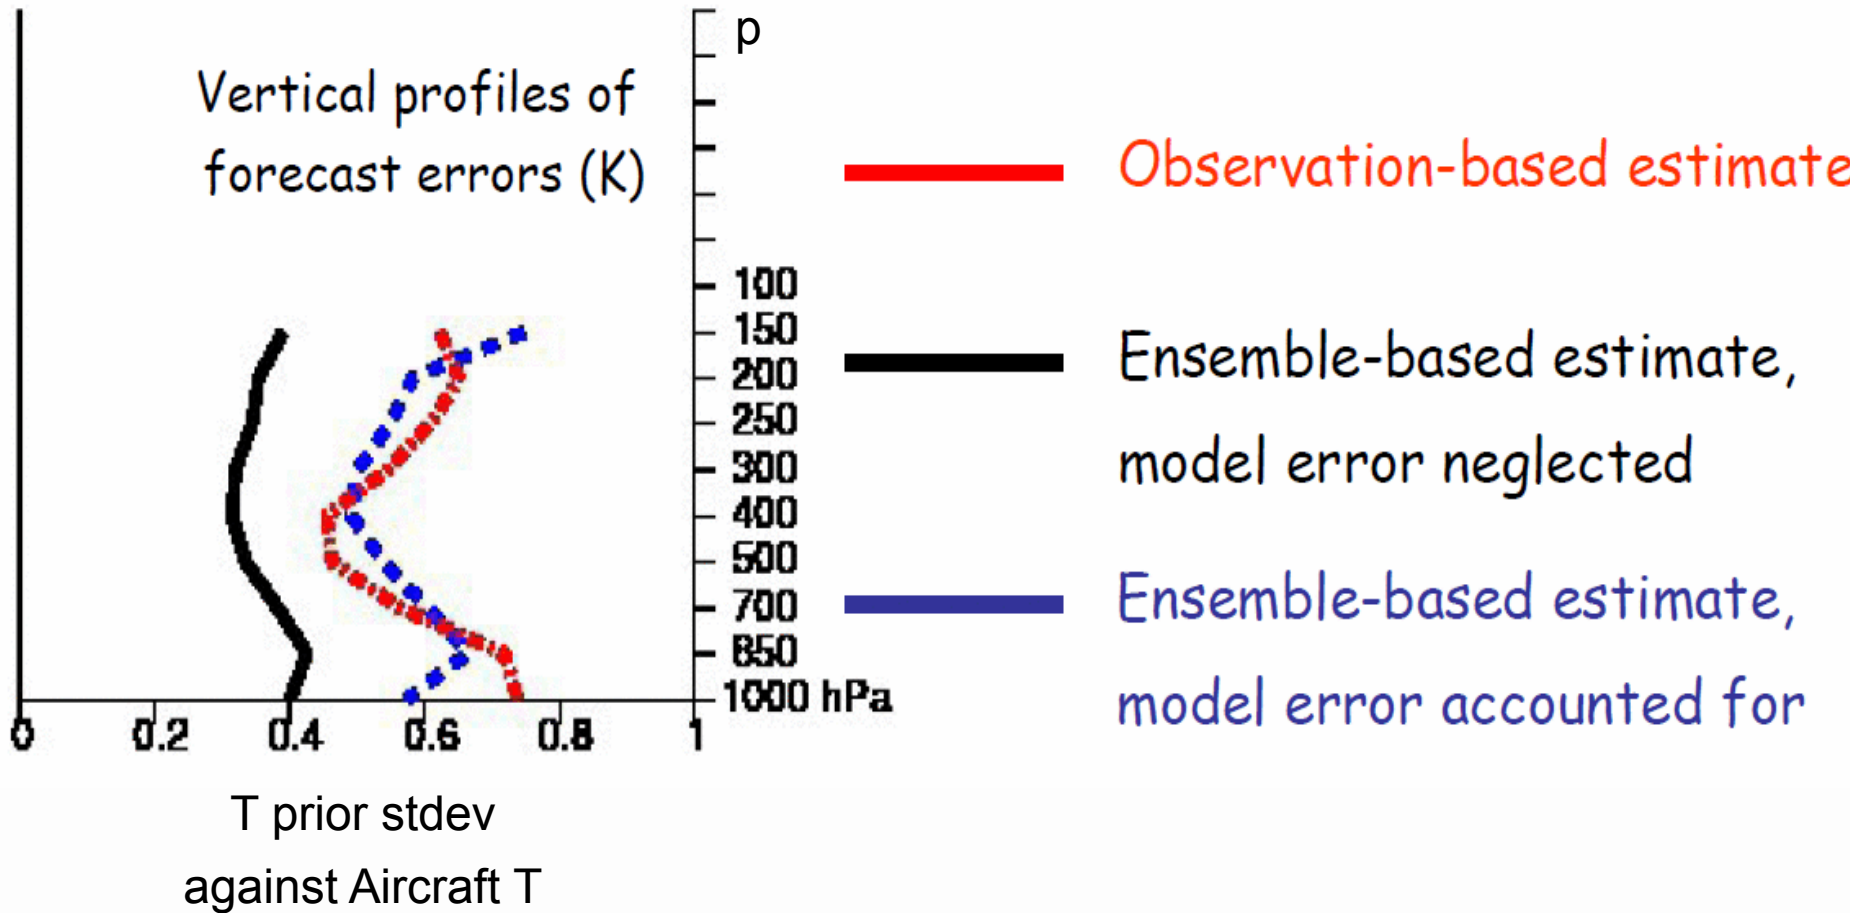 p
Vertical profiles of
forecast errors (K)
100
150
200
250
300
400
500
700
850
1000 hPa
0 0.2 0.4 0.6 0.8 1
T prior stdev
against Aircraft T
Observation-based estimate
Ensemble-based estimate,
model error neglected
Ensemble-based estimate,
model error accounted for